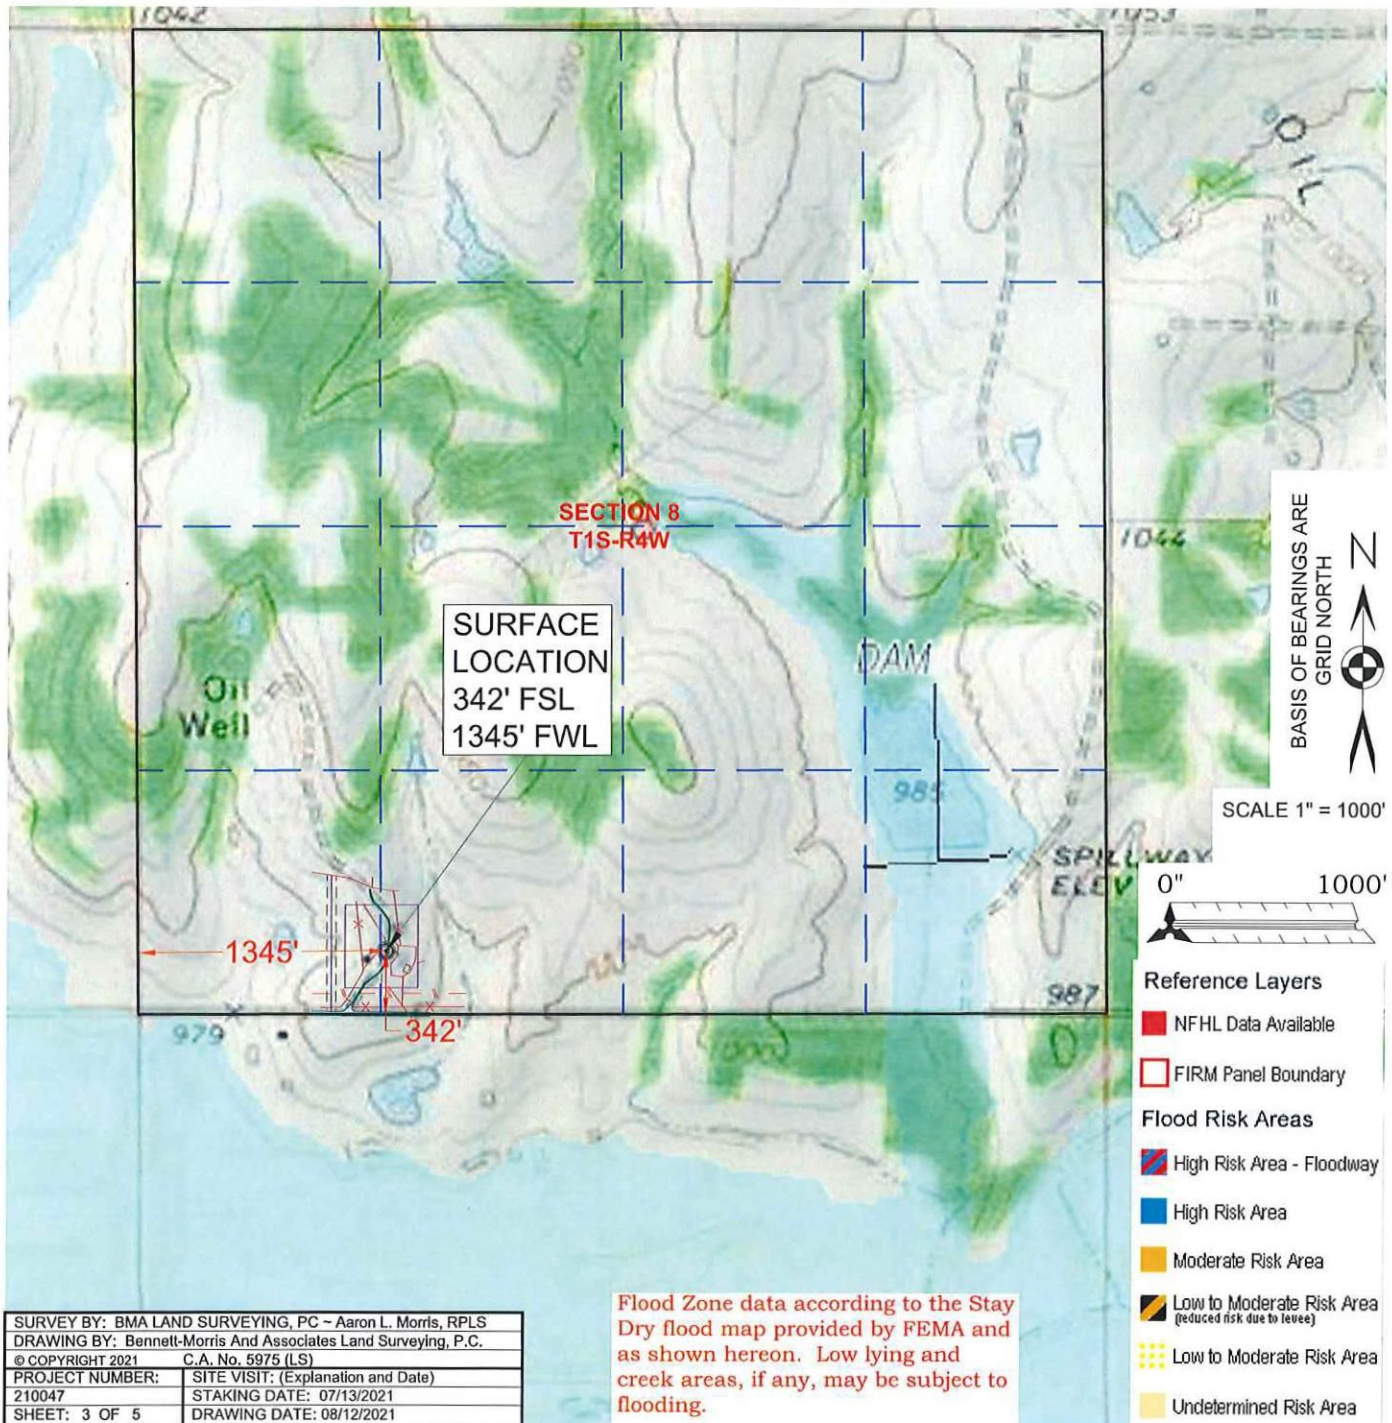 1042
1053
OIL
SECTION 8
T1S-R4W
1044
BASIS OF BEARINGS ARE
GRID NORTH
N
SURFACE
LOCATION
342' FSL
1345' FWL
DAM
Oil
Well
985
SCALE 1" = 1000'
SPILLWAY
ELEV
0" 1000'
1345'
342'
987
979
1000
Reference Layers
NFHL Data Available
FIRM Panel Boundary
Flood Risk Areas
High Risk Area - Floodway
High Risk Area
Moderate Risk Area
Low to Moderate Risk Area
(reduced risk due to levee)
Low to Moderate Risk Area
Undetermined Risk Area
SURVEY BY: BMA LAND SURVEYING, PC ~ Aaron L. Morris, RPLS
DRAWING BY: Bennett-Morris And Associates Land Surveying, P.C.
© COPYRIGHT 2021 C.A. No. 5975 (LS)
PROJECT NUMBER: SITE VISIT: (Explanation and Date)
210047 STAKING DATE: 07/13/2021
SHEET: 3 OF 5 DRAWING DATE: 08/12/2021
Flood Zone data according to the Stay
Dry flood map provided by FEMA and
as shown hereon. Low lying and
creek areas, if any, may be subject to
flooding.